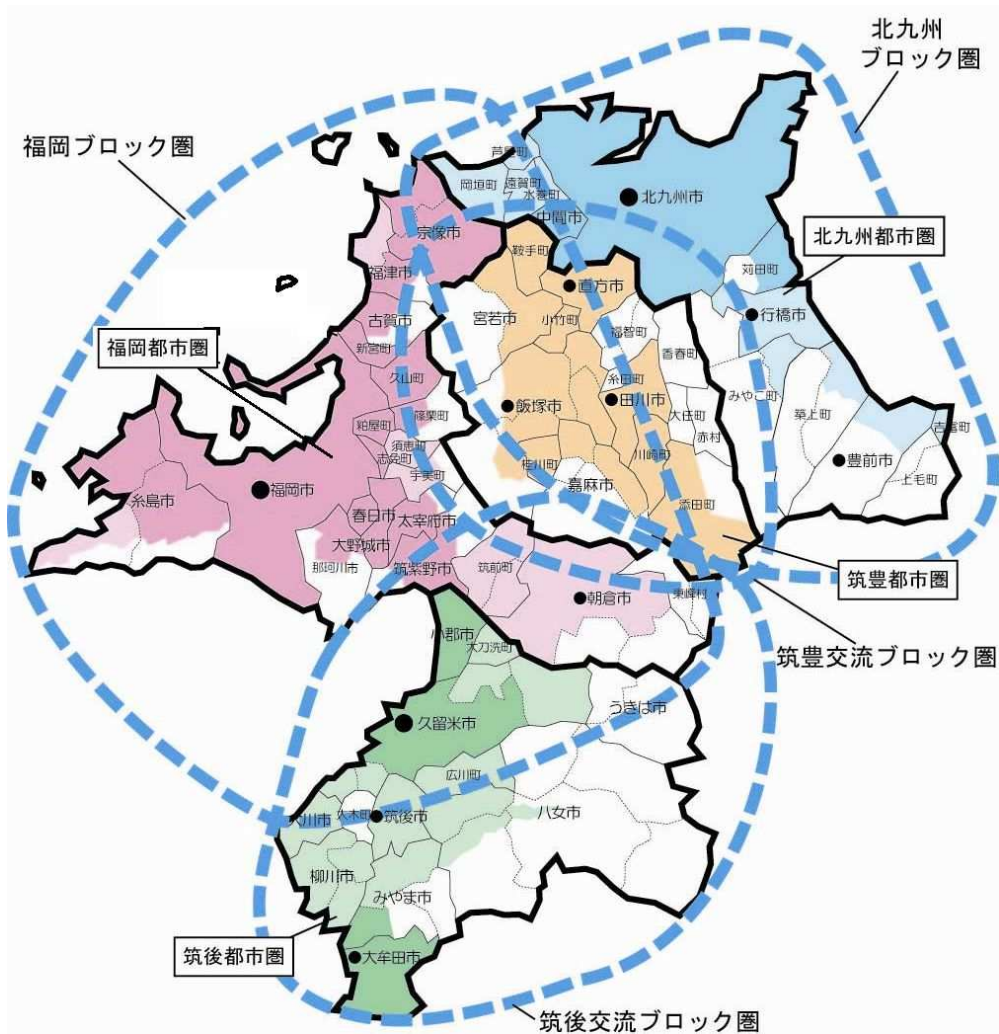 北九州
ブロック圏
福岡ブロック圏
芦屋町
岡垣町
遠賀町
水巻町
中間市
北九州市
北九州都市圏
宗像市
鞍手町
苅田町
福津市
直方市
行橋市
古賀市
宮若市
小竹町
福智町
香春町
福岡都市圏
新宮町
久山町
糸田町
みやこ町
飯塚市
田川市
大任町
築上町
篠栗町
粕屋町
赤村
吉富町
須恵町
志免町
川崎町
宇美町
桂川町
豊前市
上毛町
糸島市
福岡市
嘉麻市
添田町
春日市
太宰府市
大野城市
那珂川市
筑紫野市
筑前町
朝倉市
東峰村
筑豊都市圏
小郡市
大刀洗町
筑豊交流ブロック圏
久留米市
うきは市
広川町
大川市
大木町
筑後市
八女市
柳川市
みやま市
筑後都市圏
大牟田市
筑後交流ブロック圏